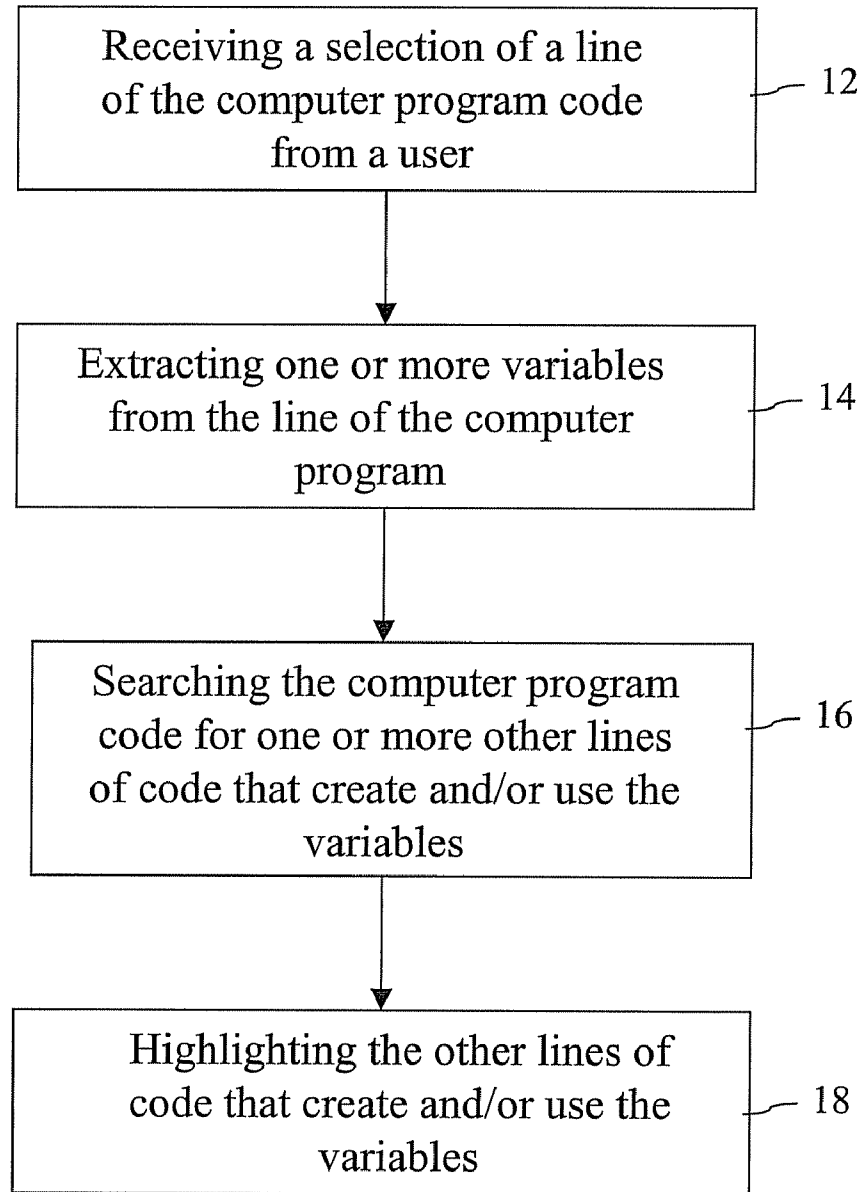 Receiving a selection of a line
of the computer program code
from a user
12
Extracting one or more variables
from the line of the computer
program
14
Searching the computer program
code for one or more other lines
of code that create and/or use the
variables
16
Highlighting the other lines of
code that create and/or use the
variables
18